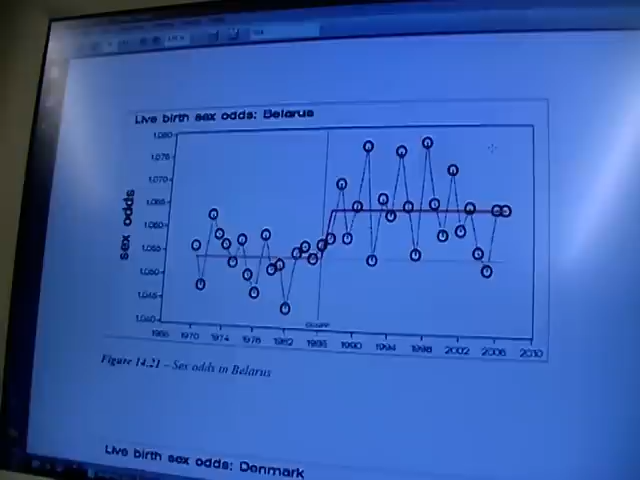 Live birth sex odds: Belarus
sex odds
1.080
1.075
1.070
1.065
1.060
1.055
1.050
1.045
1.040
1966 1970 1974 1978 1982 1986 1990 1994 1998 2002 2006 2010
Figure 14.21 – Sex odds in Belarus
Live birth sex odds: Denmark